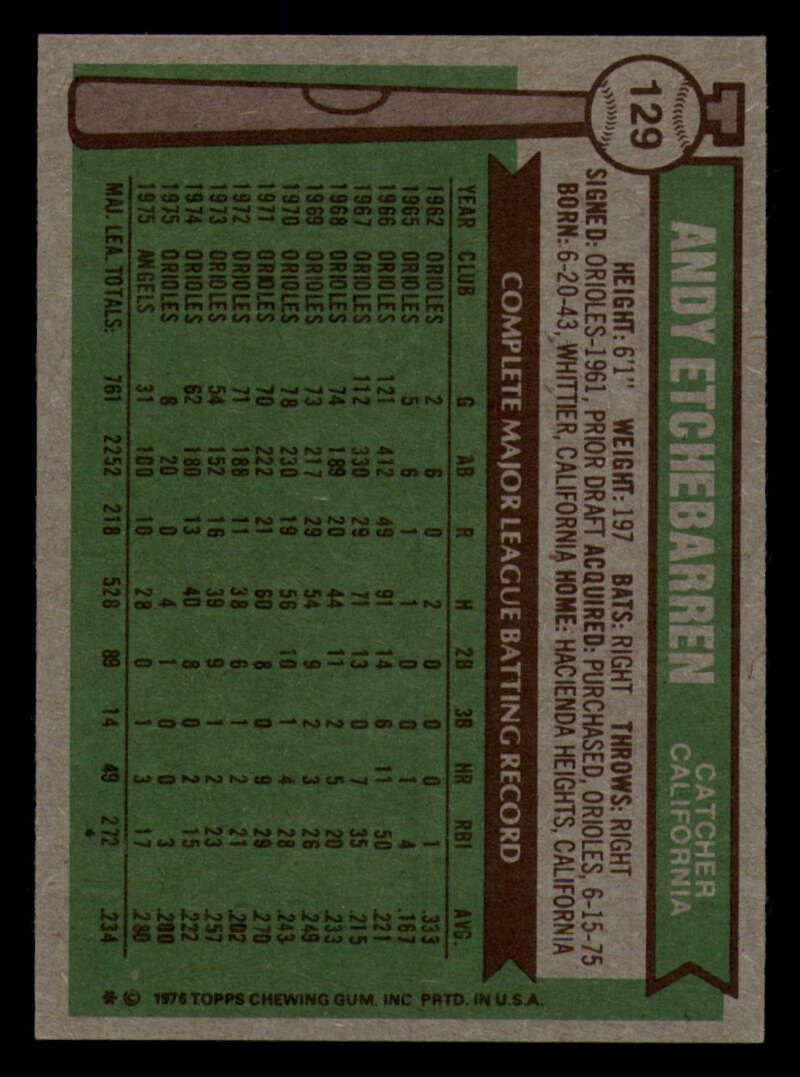 129
ANDY ETCHEBARREN
CATCHER
CALIFORNIA
HEIGHT: 6'1" WEIGHT: 197 BATS: RIGHT THROWS: RIGHT
SIGNED: ORIOLES-1961, PRIOR DRAFT ACQUIRED: PURCHASED, ORIOLES, 6-15-75
BORN: 6-20-43, WHITTIER, CALIFORNIA HOME: HACIENDA HEIGHTS, CALIFORNIA
COMPLETE MAJOR LEAGUE BATTING RECORD
YEAR CLUB G AB R H 2B 3B HR RBI AVG.
1962 ORIOLES 2 6 0 2 0 0 0 1 .333
1965 ORIOLES 5 6 1 1 0 0 1 4 .167
1966 ORIOLES 121 412 49 91 14 6 11 50 .221
1967 ORIOLES 112 330 29 71 13 0 7 35 .215
1968 ORIOLES 74 189 20 44 11 2 5 20 .233
1969 ORIOLES 73 217 29 54 9 2 3 26 .249
1970 ORIOLES 78 230 19 56 10 1 4 28 .243
1971 ORIOLES 70 222 21 60 8 0 9 29 .270
1972 ORIOLES 71 188 11 38 6 1 2 21 .202
1973 ORIOLES 54 152 16 39 9 1 2 23 .257
1974 ORIOLES 62 180 13 40 8 0 2 15 .222
1975 ORIOLES 8 20 0 4 1 0 0 3 .200
1975 ANGELS 31 100 10 28 0 1 3 17 .280
MAJ. LEA. TOTALS: 761 2252 218 528 89 14 49 272 .234
* © 1976 TOPPS CHEWING GUM, INC PRTD. IN U.S.A.